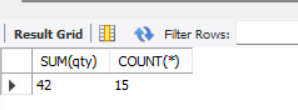 Result Grid Filter Rows:
SUM(qty) COUNT(*)
42 15